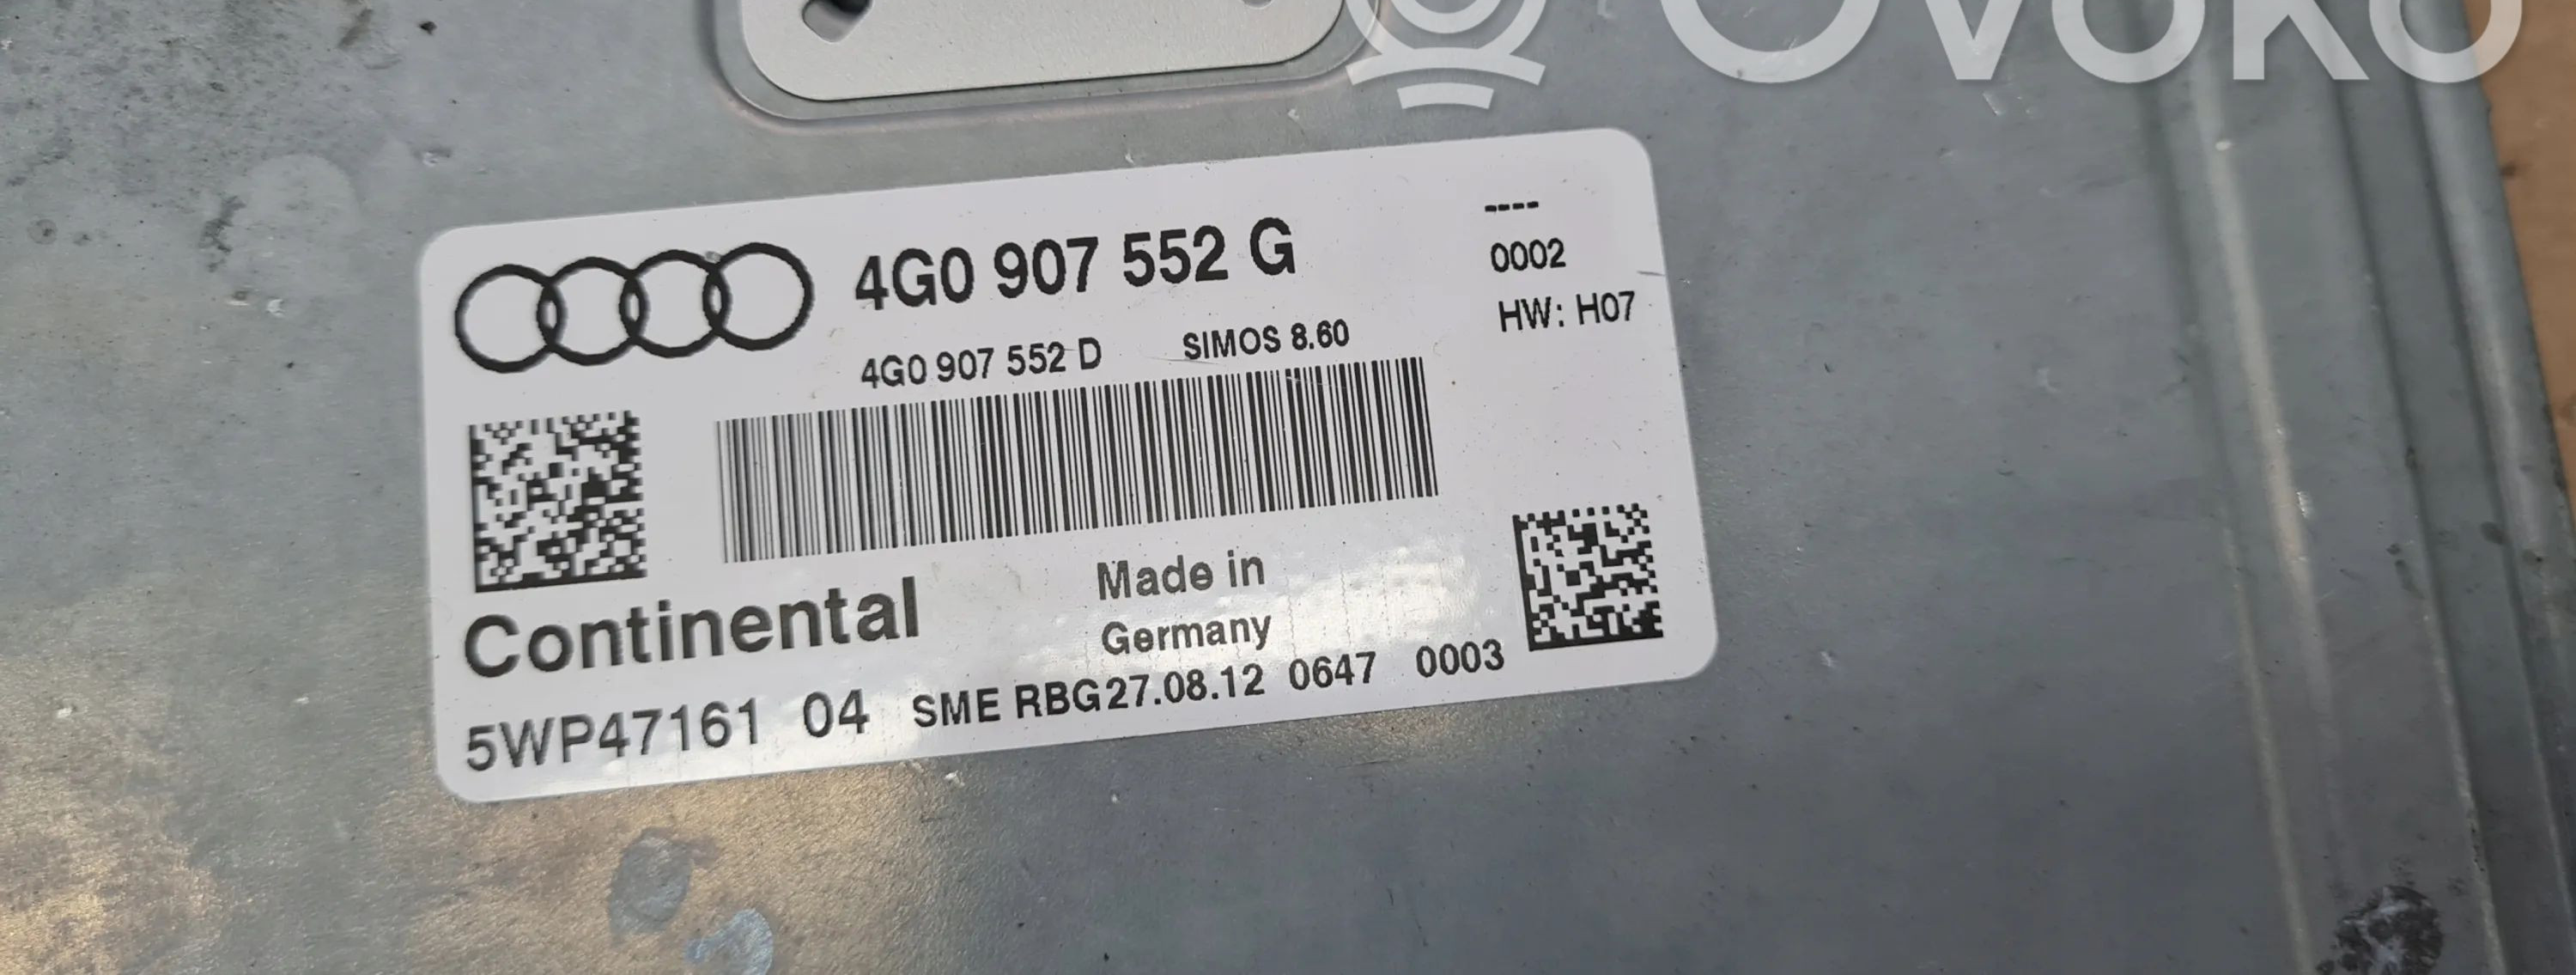 OVOKO
4G0 907 552 G
----
0002
HW: H07
4G0 907 552 D SIMOS 8.60
Continental
Made in
Germany
5WP47161 04 SME RBG27.08.12 0647 0003